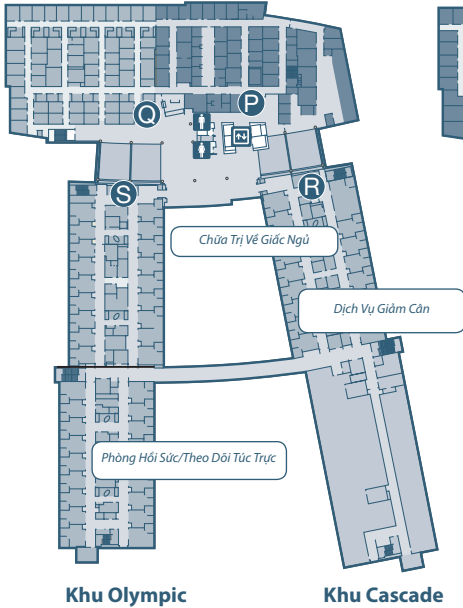 P
Q
R
S
Chữa Trị Về Giấc Ngủ
Dịch Vụ Giảm Cân
Phòng Hồi Sức/Theo Dõi Túc Trực
Khu Olympic
Khu Cascade